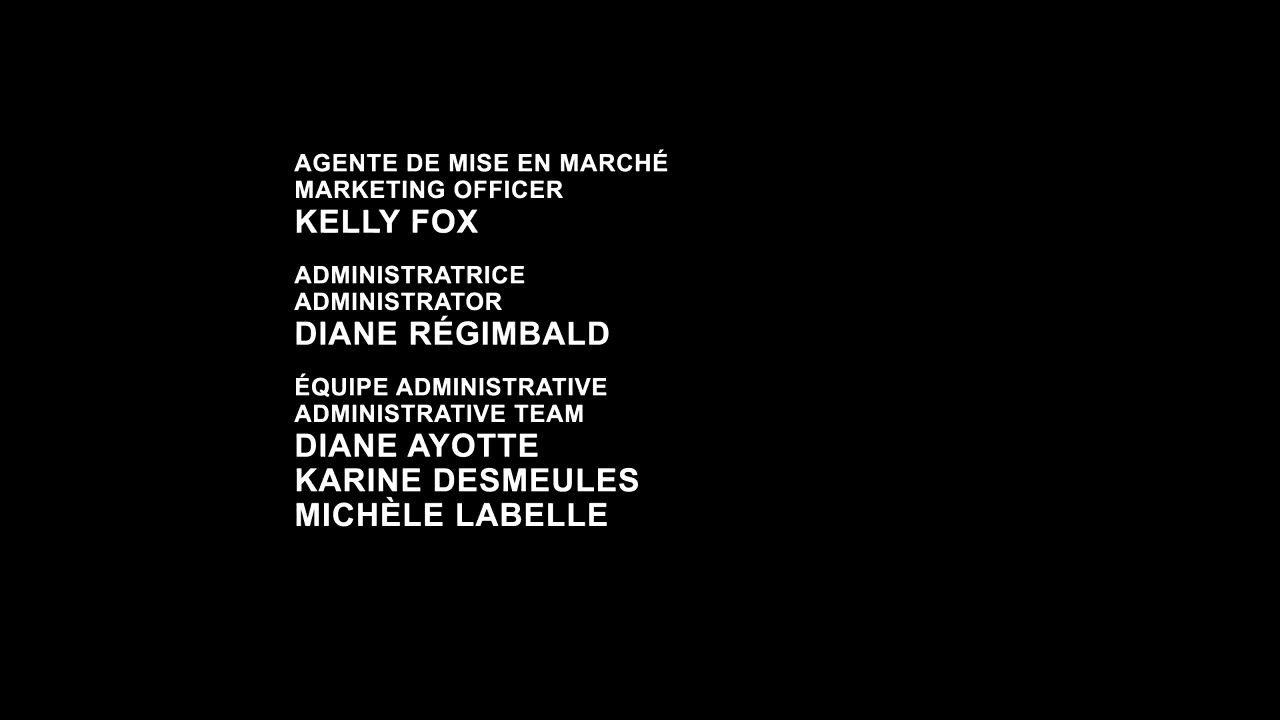 AGENTE DE MISE EN MARCHÉ
MARKETING OFFICER
KELLY FOX
ADMINISTRATRICE
ADMINISTRATOR
DIANE RÉGIMBALD
ÉQUIPE ADMINISTRATIVE
ADMINISTRATIVE TEAM
DIANE AYOTTE
KARINE DESMEULES
MICHÈLE LABELLE